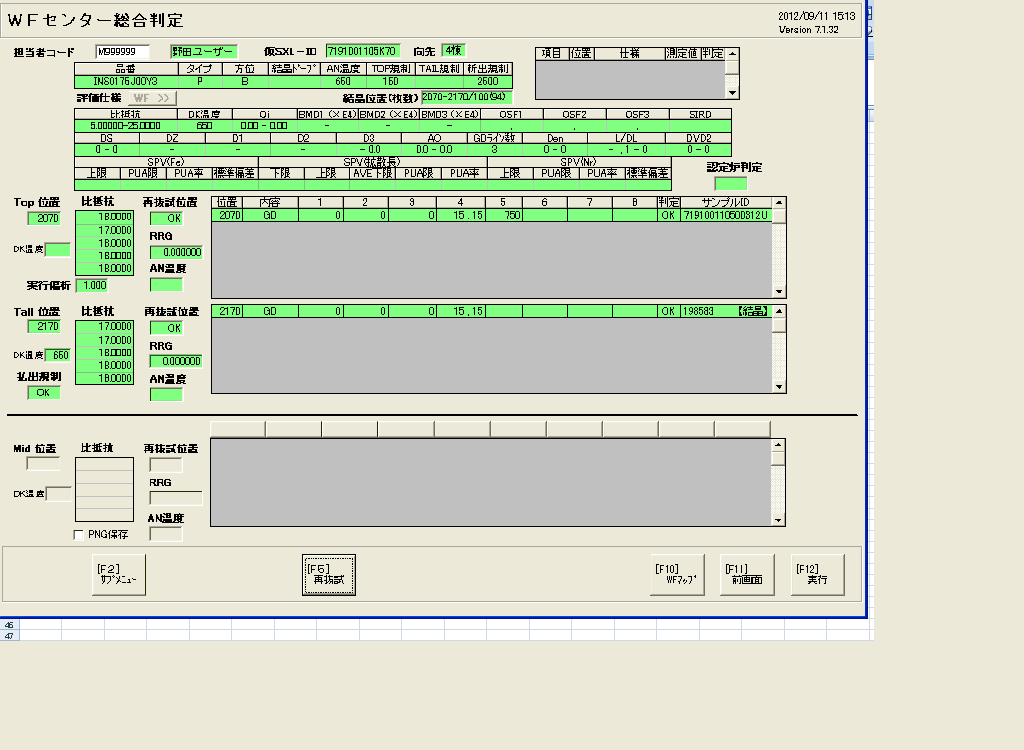 WFセンター総合判定
2012/09/11 15:13
Version 7.1.32
担当者コード M999999 野田ユーザー 仮SXL-ID 7191001105K70 向先 4棟
品番 タイプ 方位 結晶ドープ AN温度 TOP規制 TAIL規制 析出規制
INS0176J00Y3 P B 650 150 2500
項目 位置 仕様 測定値 判定
評価仕様 WF >> 結晶位置(枚数) 2070-2170/100(94)
比抵抗 DK温度 Oi BMD1 (×E4) BMD2 (×E4) BMD3 (×E4) OSF1 OSF2 OSF3 SIRD
5.00000-25.0000 650 0.00 - 0.00 - - - , , ,
DS DZ D1 D2 D3 AO GDライン数 Den L/DL DVD2
0 - 0 - - - - 0.0 0.0 - 0.0 3 0 - 0 - , 1 - 0 0 - 0
SPV(Fe) SPV(拡散長) SPV(Nr)
上限 PUA限 PUA率 標準偏差 下限 上限 AVE下限 PUA限 PUA率 上限 PUA限 PUA率 標準偏差
認定炉判定
Top 位置 比抵抗 再抜試位置
2070 18.0000 OK
17.0000
18.0000
18.0000
18.0000
DK温度
RRG
0.000000
AN温度
実行偏析 1.000
位置 内容 1 2 3 4 5 6 7 8 判定 サンプルID
2070 GD 0 0 0 15,15 750 OK 719100110500312U
Tail 位置 比抵抗 再抜試位置
2170 17.0000 OK
17.0000
18.0000
18.0000
18.0000
DK温度 650
RRG
0.000000
AN温度
払出規制
OK
2170 GD 0 0 0 15,15 OK 198583 【結晶】
Mid 位置 比抵抗 再抜試位置
DK温度
RRG
AN温度
PNG保存
[F2]
サブメニュー
[F5]
再抜試
[F10]
WFマップ
[F11]
前画面
[F12]
実行
46
47